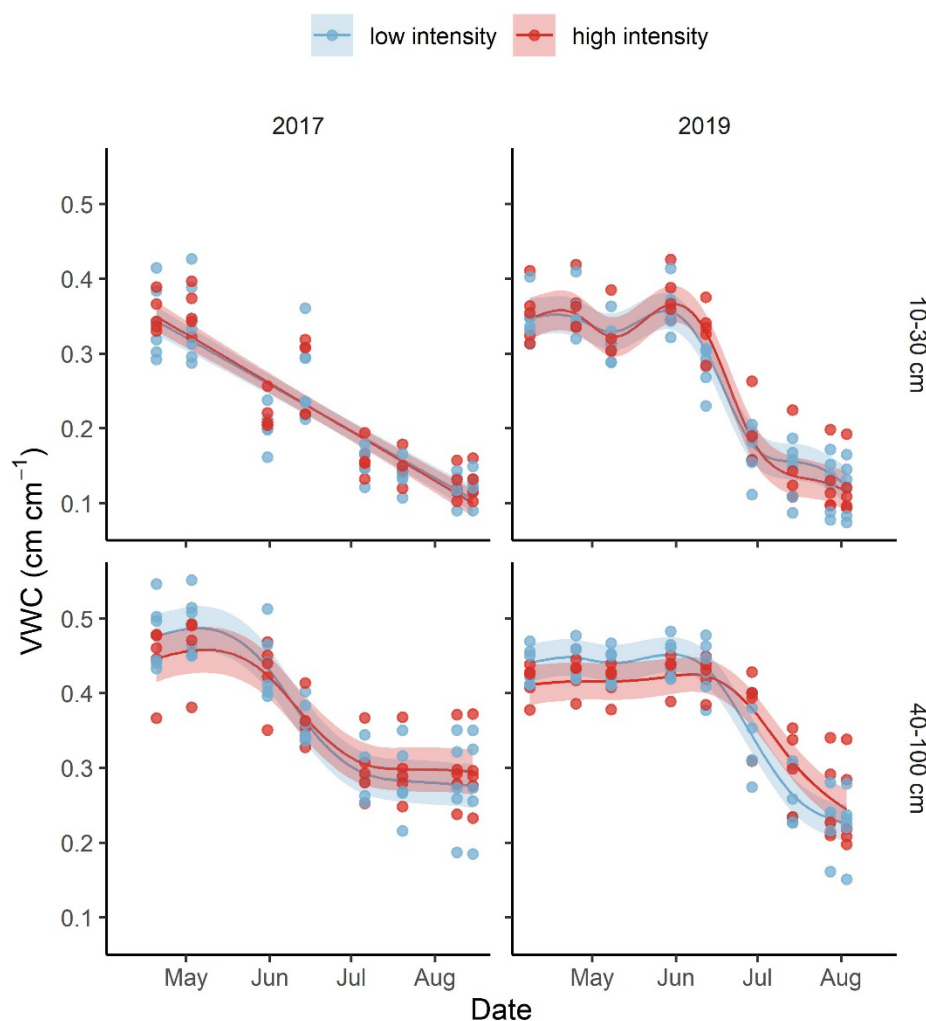 low intensity high intensity
2017 2019
VWC (cm cm⁻¹)
0.5
0.4
0.3
0.2
0.1
10-30 cm
0.5
0.4
0.3
0.2
0.1
40-100 cm
May Jun Jul Aug May Jun Jul Aug
Date